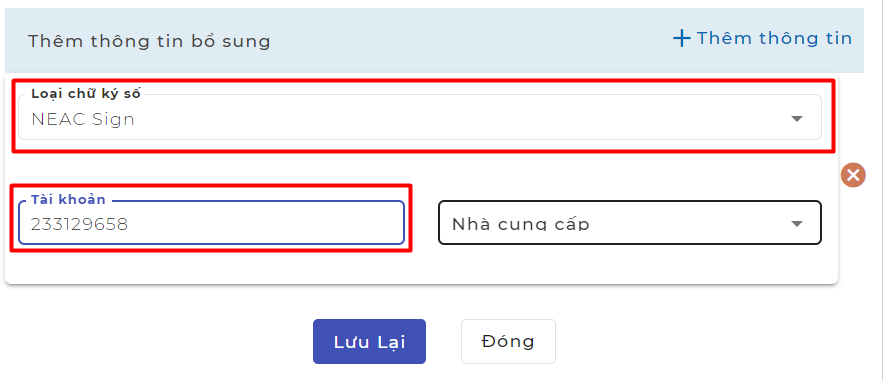 Thêm thông tin bổ sung
Thêm thông tin
Loại chữ ký số
NEAC Sign
Tài khoản
233129658
Nhà cung cấp
Lưu Lại
Đóng